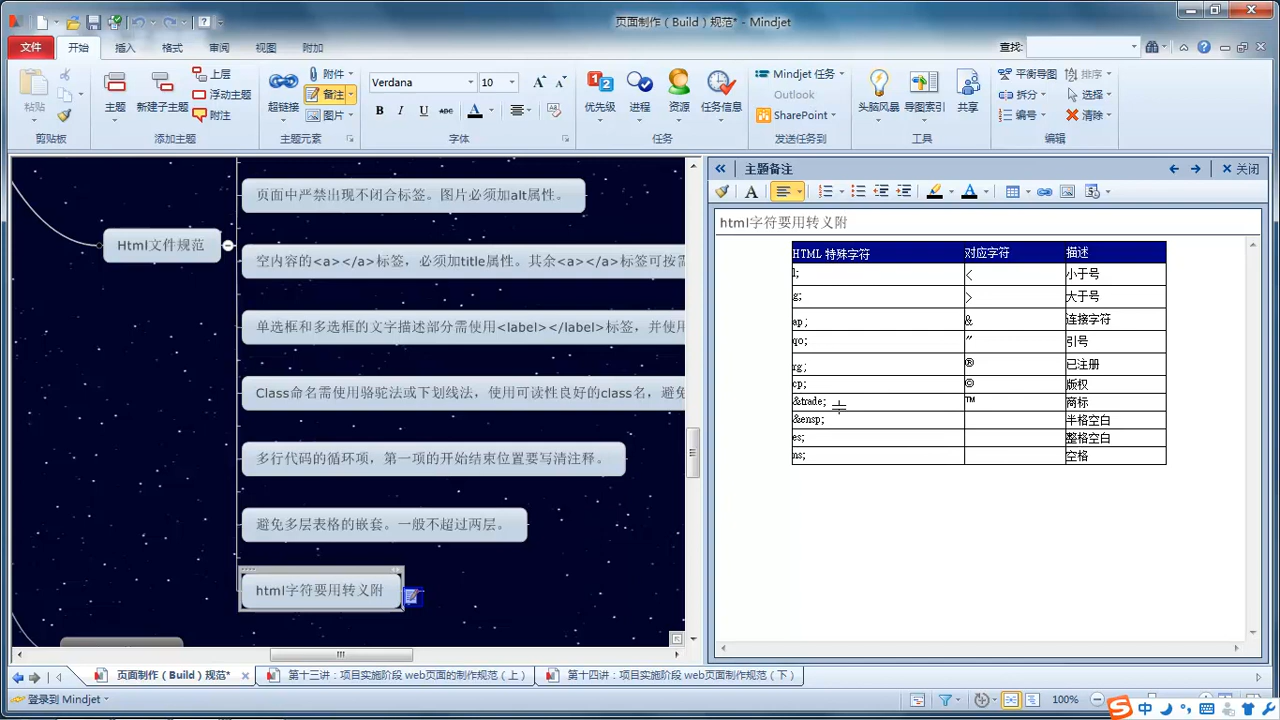 页面制作（Build）规范* - Mindjet
文件 开始 插入 格式 审阅 视图 附加 查找:
粘贴 主题 新建子主题 上层 浮动主题 附注 超链接 附件 备注 图片 Verdana 10 B I U abc A 优先级 进程 资源 任务信息 Mindjet 任务 Outlook SharePoint 头脑风暴 导图索引 共享 平衡导图 拆分 编号 排序 选择 清除
剪贴板 添加主题 主题元素 字体 任务 发送任务到 工具 编辑
Html文件规范
页面中严禁出现不闭合标签。图片必须加alt属性。
空内容的<a></a>标签，必须加title属性。其余<a></a>标签可按需
单选框和多选框的文字描述部分需使用<label></label>标签，并使用
Class命名需使用骆驼法或下划线法，使用可读性良好的class名，避免
多行代码的循环项，第一项的开始结束位置要写清注释。
避免多层表格的嵌套。一般不超过两层。
html字符要用转义附
主题备注 关闭
html字符要用转义附
HTML 特殊字符 对应字符 描述
l; < 小于号
g; > 大于号
ap; & 连接字符
qo; " 引号
rg; ® 已注册
cp; © 版权
&trade; ™ 商标
&ensp; 半格空白
es; 整格空白
ns; 空格
页面制作（Build）规范* 第十三讲：项目实施阶段 web页面的制作规范（上） 第十四讲：项目实施阶段 web页面制作规范（下）
登录到 Mindjet 100% 中